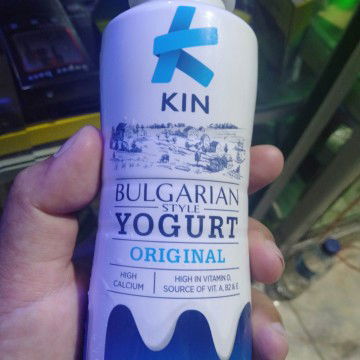 KIN
BULGARIAN
STYLE
YOGURT
ORIGINAL
HIGH
CALCIUM
HIGH IN VITAMIN D,
SOURCE OF VIT. A, B2 & E